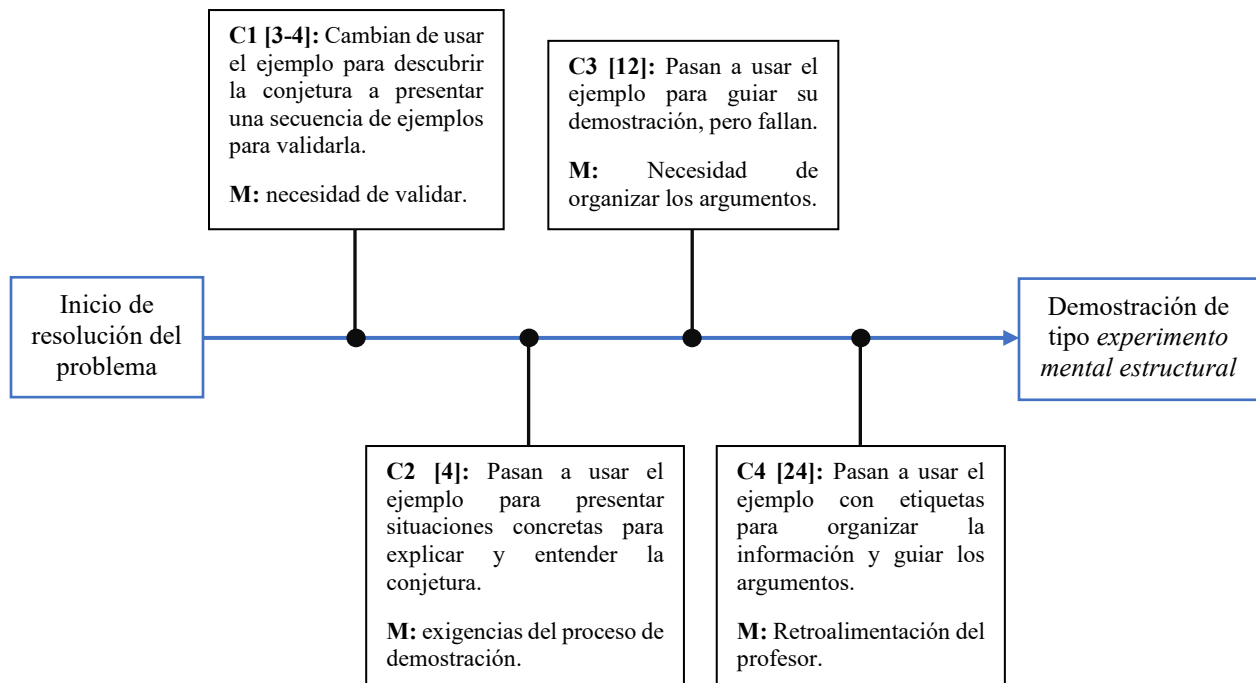 C1 [3-4]: Cambian de usar
el ejemplo para descubrir
la conjetura a presentar
una secuencia de ejemplos
para validarla.
M: necesidad de validar.
C3 [12]: Pasan a usar el
ejemplo para guiar su
demostración, pero fallan.
M: Necesidad de
organizar los argumentos.
Inicio de
resolución del
problema
Demostración de
tipo experimento
mental estructural
C2 [4]: Pasan a usar el
ejemplo para presentar
situaciones concretas para
explicar y entender la
conjetura.
M: exigencias del proceso de
demostración.
C4 [24]: Pasan a usar el
ejemplo con etiquetas
para organizar la
información y guiar los
argumentos.
M: Retroalimentación del
profesor.